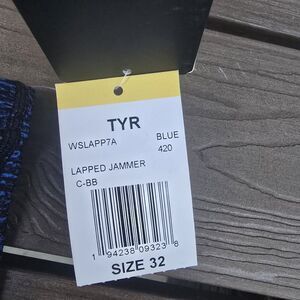 TYR
WSLAPP7A BLUE
420
LAPPED JAMMER
C-BB
1 94238 09323 8
SIZE 32